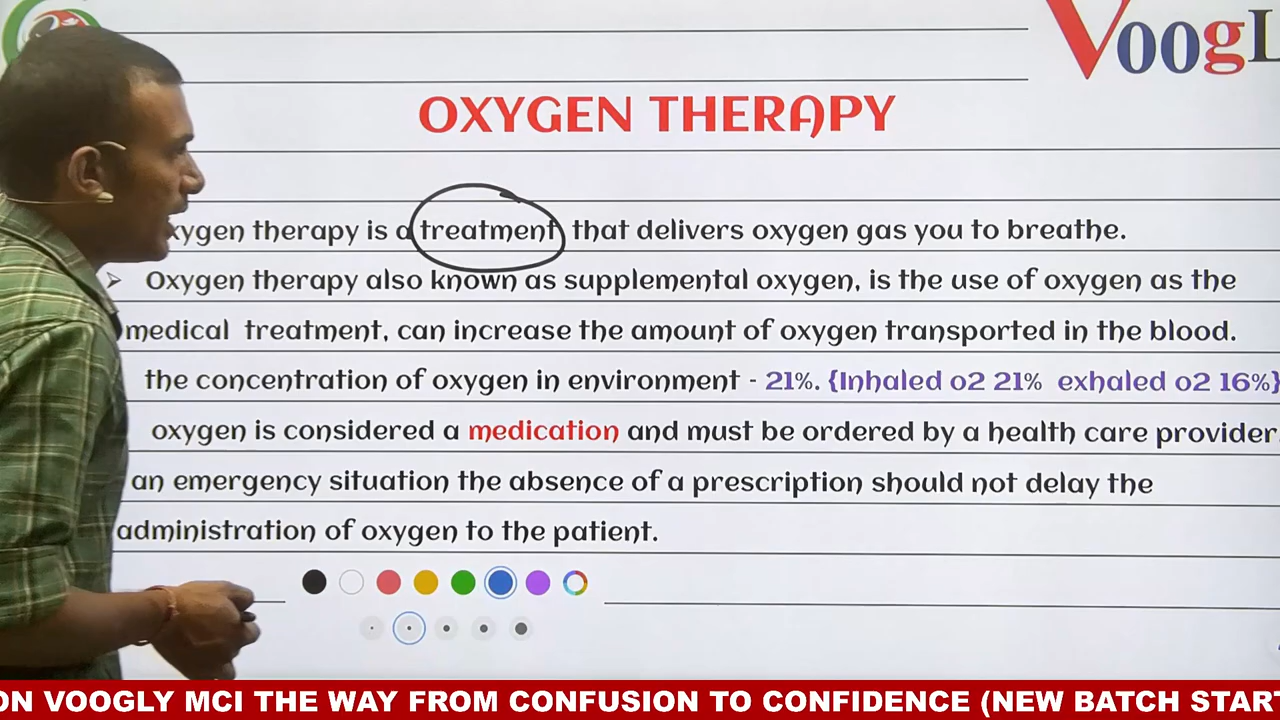 VoogL
OXYGEN THERAPY
xygen therapy is a treatment that delivers oxygen gas you to breathe.
➢ Oxygen therapy also known as supplemental oxygen, is the use of oxygen as the
medical treatment, can increase the amount of oxygen transported in the blood.
the concentration of oxygen in environment - 21%. {Inhaled o2 21% exhaled o2 16%}
oxygen is considered a medication and must be ordered by a health care provider.
an emergency situation the absence of a prescription should not delay the
administration of oxygen to the patient.
ON VOOGLY MCI THE WAY FROM CONFUSION TO CONFIDENCE (NEW BATCH START